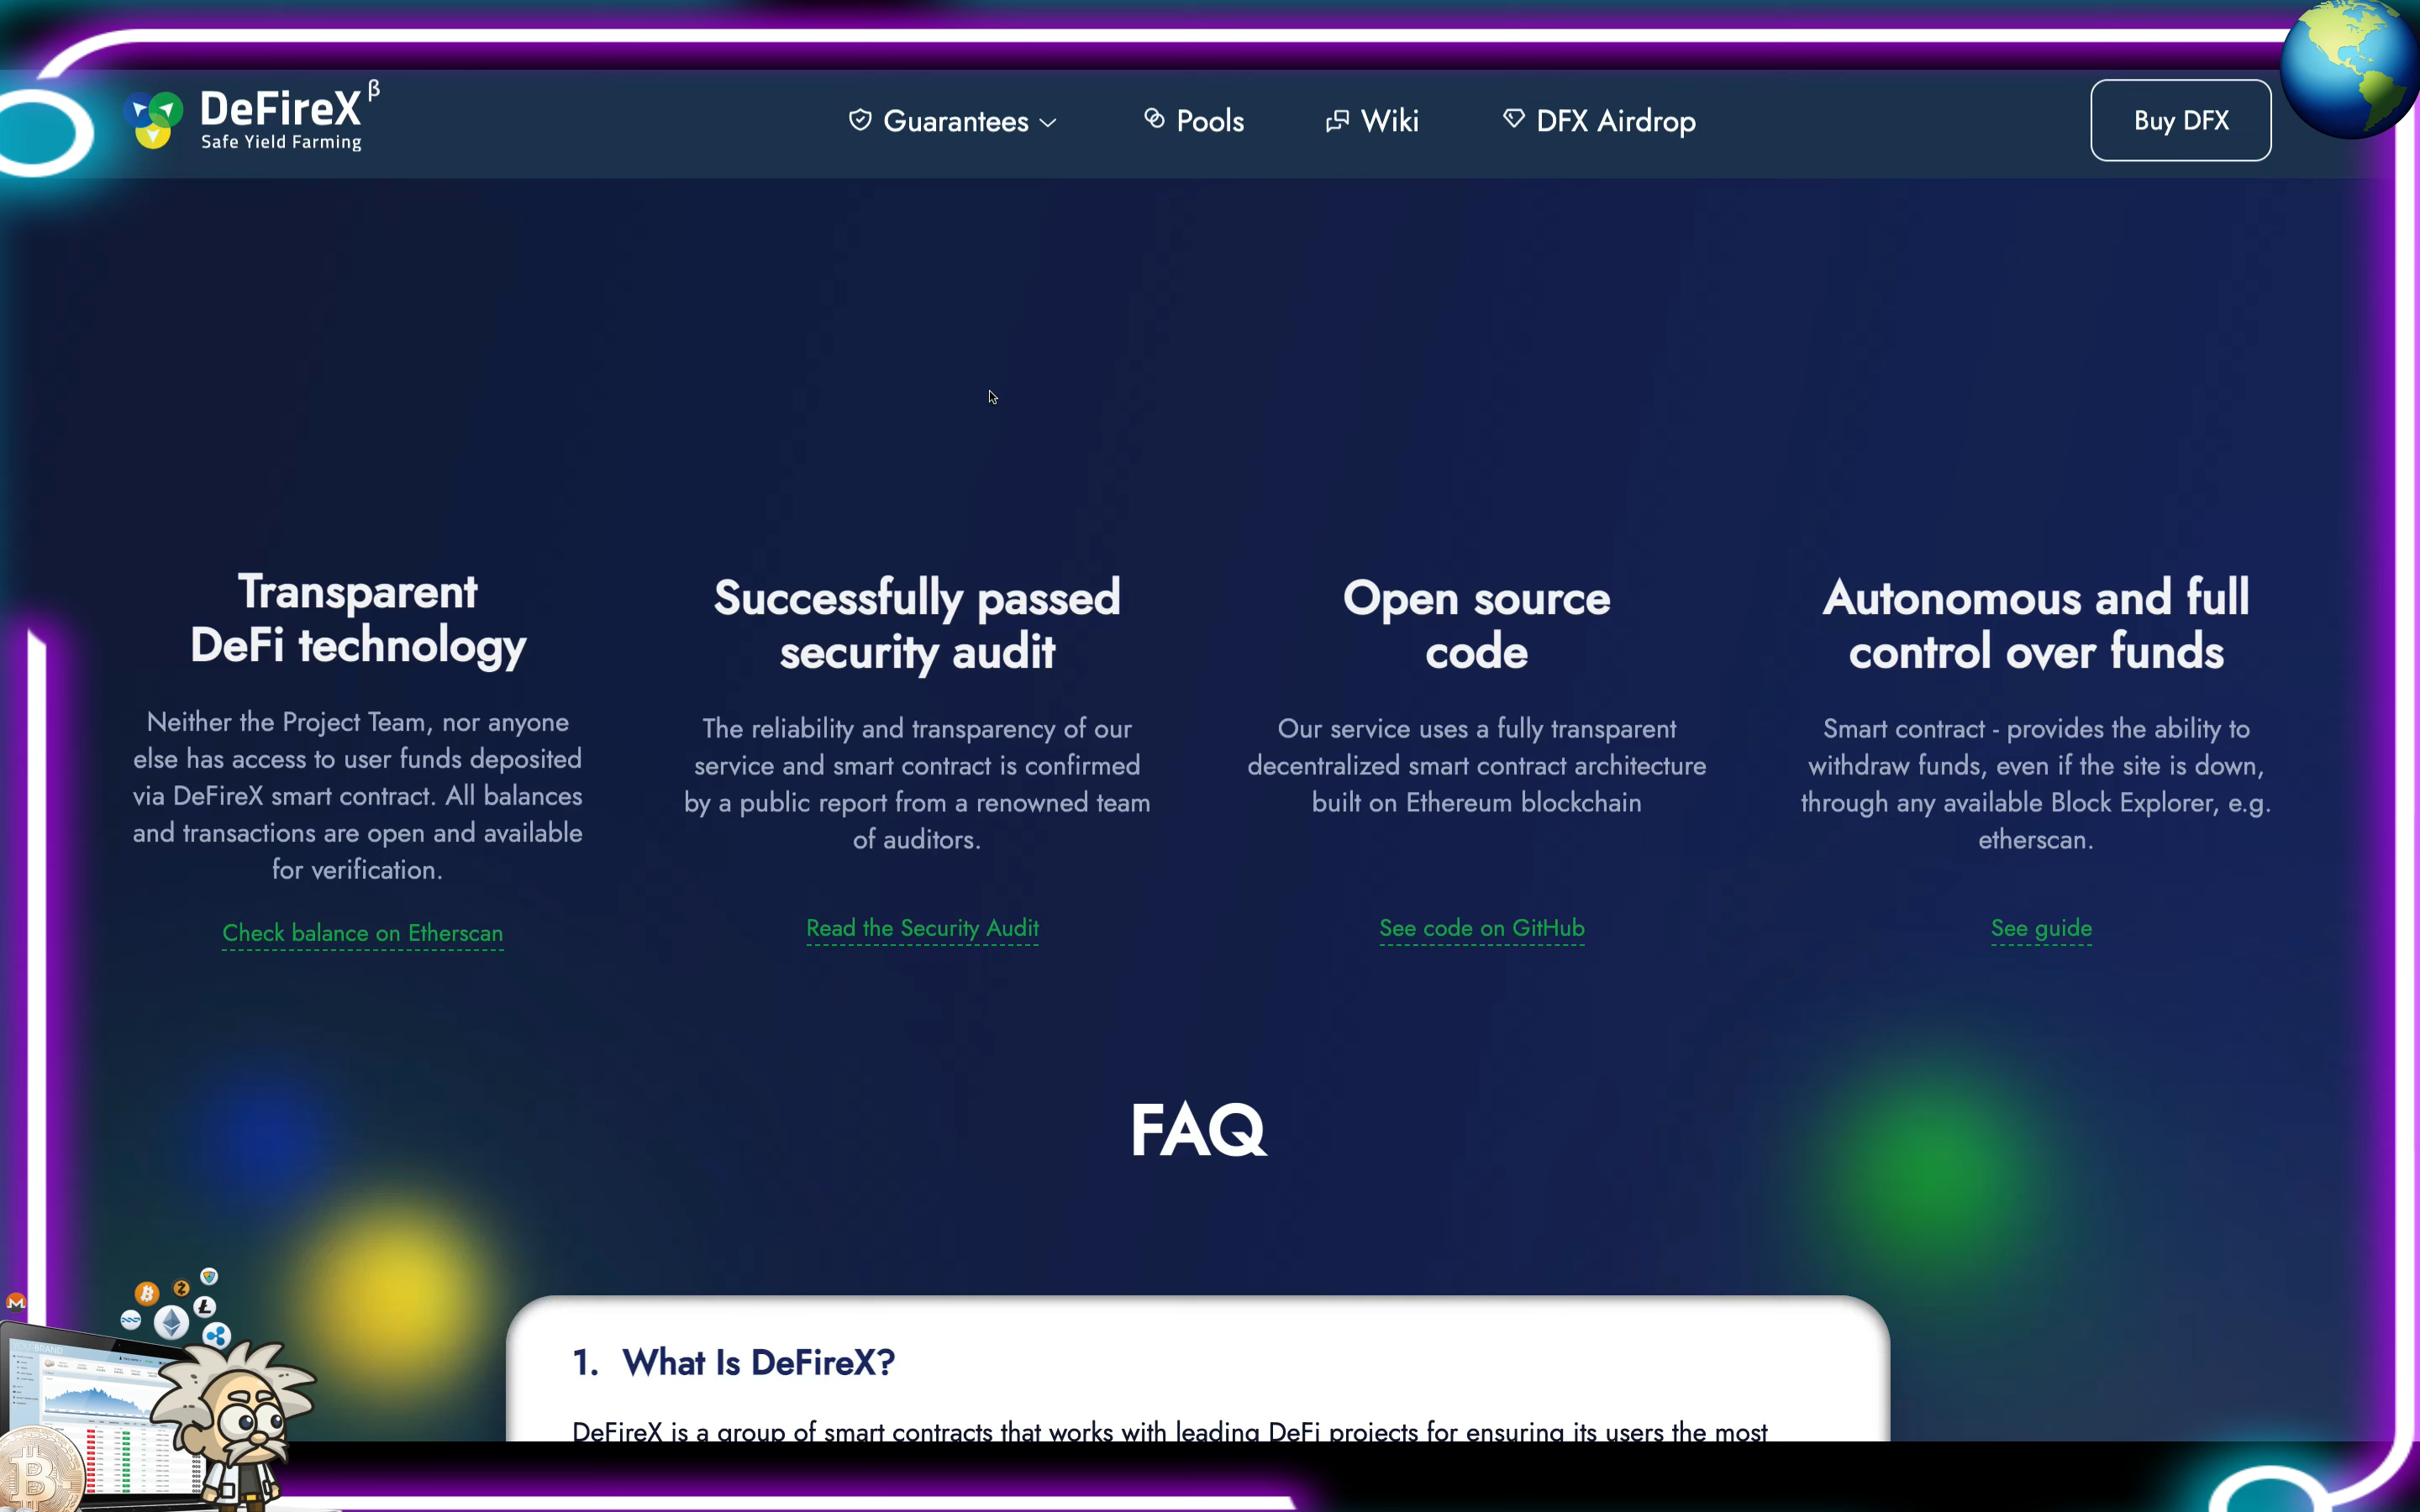 DeFireX β
Safe Yield Farming
Guarantees
Pools
Wiki
DFX Airdrop
Buy DFX
Transparent
DeFi technology
Neither the Project Team, nor anyone
else has access to user funds deposited
via DeFireX smart contract. All balances
and transactions are open and available
for verification.
Check balance on Etherscan
Successfully passed
security audit
The reliability and transparency of our
service and smart contract is confirmed
by a public report from a renowned team
of auditors.
Read the Security Audit
Open source
code
Our service uses a fully transparent
decentralized smart contract architecture
built on Ethereum blockchain
See code on GitHub
Autonomous and full
control over funds
Smart contract - provides the ability to
withdraw funds, even if the site is down,
through any available Block Explorer, e.g.
etherscan.
See guide
FAQ
1. What Is DeFireX?
DeFireX is a group of smart contracts that works with leading DeFi projects for ensuring its users the most